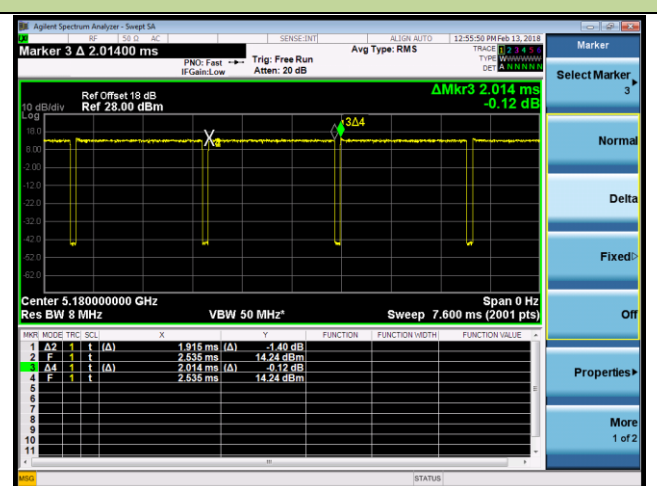 Agilent Spectrum Analyzer - Swept SA
RF 50 Ω AC SENSE:INT ALIGN AUTO 12:55:50 PM Feb 13, 2018
Marker 3 Δ 2.01400 ms
PNO: Fast
IFGain:Low
Trig: Free Run
Atten: 20 dB
Avg Type: RMS
TRACE 1 2 3 4 5 6
TYPE WWWWWW
DET A N N N N N
Ref Offset 18 dB
10 dB/div Ref 28.00 dBm
ΔMkr3 2.014 ms
-0.12 dB
Log
18.0
8.00
-2.00
-12.0
-22.0
-32.0
-42.0
-52.0
-62.0
3Δ4
Center 5.180000000 GHz Span 0 Hz
Res BW 8 MHz VBW 50 MHz* Sweep 7.600 ms (2001 pts)
MKR MODE TRC SCL X Y FUNCTION FUNCTION WIDTH FUNCTION VALUE
1 Δ2 1 t (Δ) 1.915 ms (Δ) -1.40 dB
2 F 1 t 2.535 ms 14.24 dBm
3 Δ4 1 t (Δ) 2.014 ms (Δ) -0.12 dB
4 F 1 t 2.535 ms 14.24 dBm
5
6
7
8
9
10
11
MSG STATUS
Marker
Select Marker
3
Normal
Delta
Fixed
Off
Properties
More
1 of 2